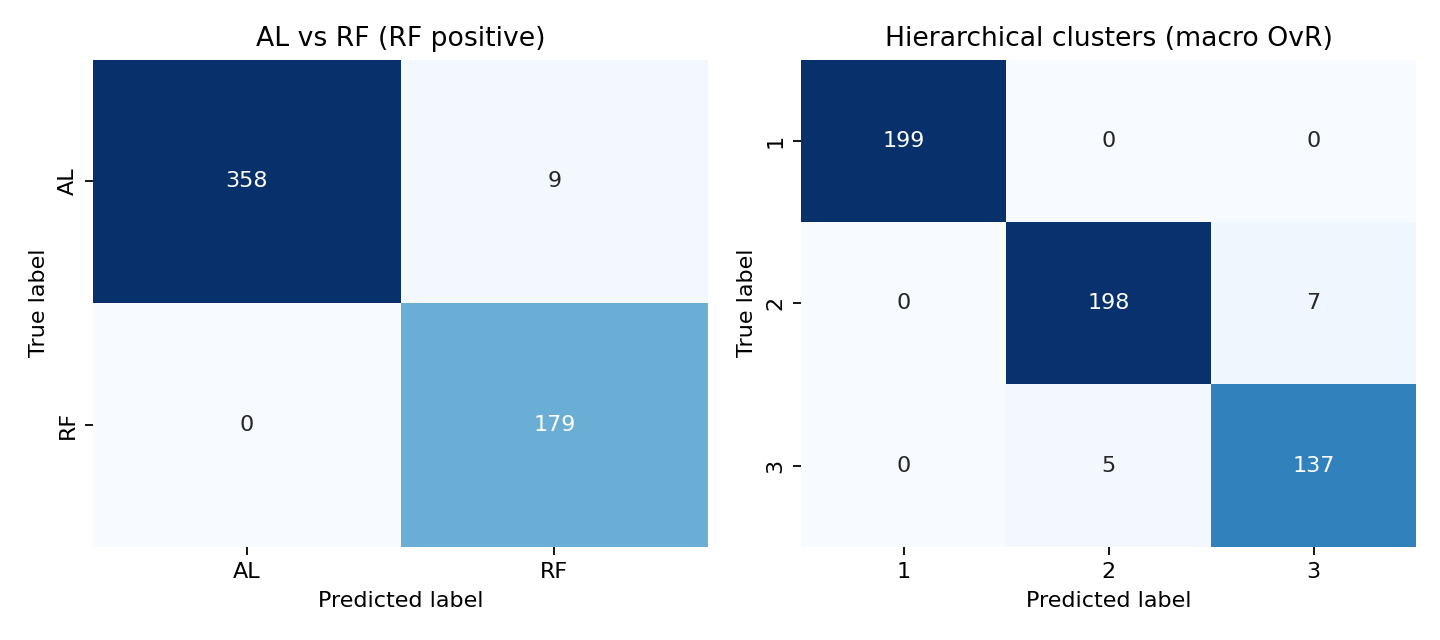 AL vs RF (RF positive)
True label
AL
358
9
RF
0
179
AL
RF
Predicted label
Hierarchical clusters (macro OvR)
True label
1
199
0
0
2
0
198
7
3
0
5
137
1
2
3
Predicted label